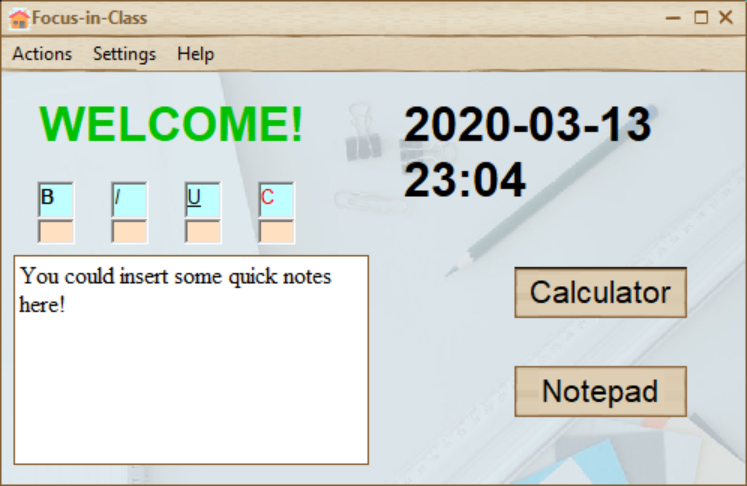 Focus-in-Class
Actions Settings Help
WELCOME!
2020-03-13
23:04
B / U C
You could insert some quick notes
here!
Calculator
Notepad